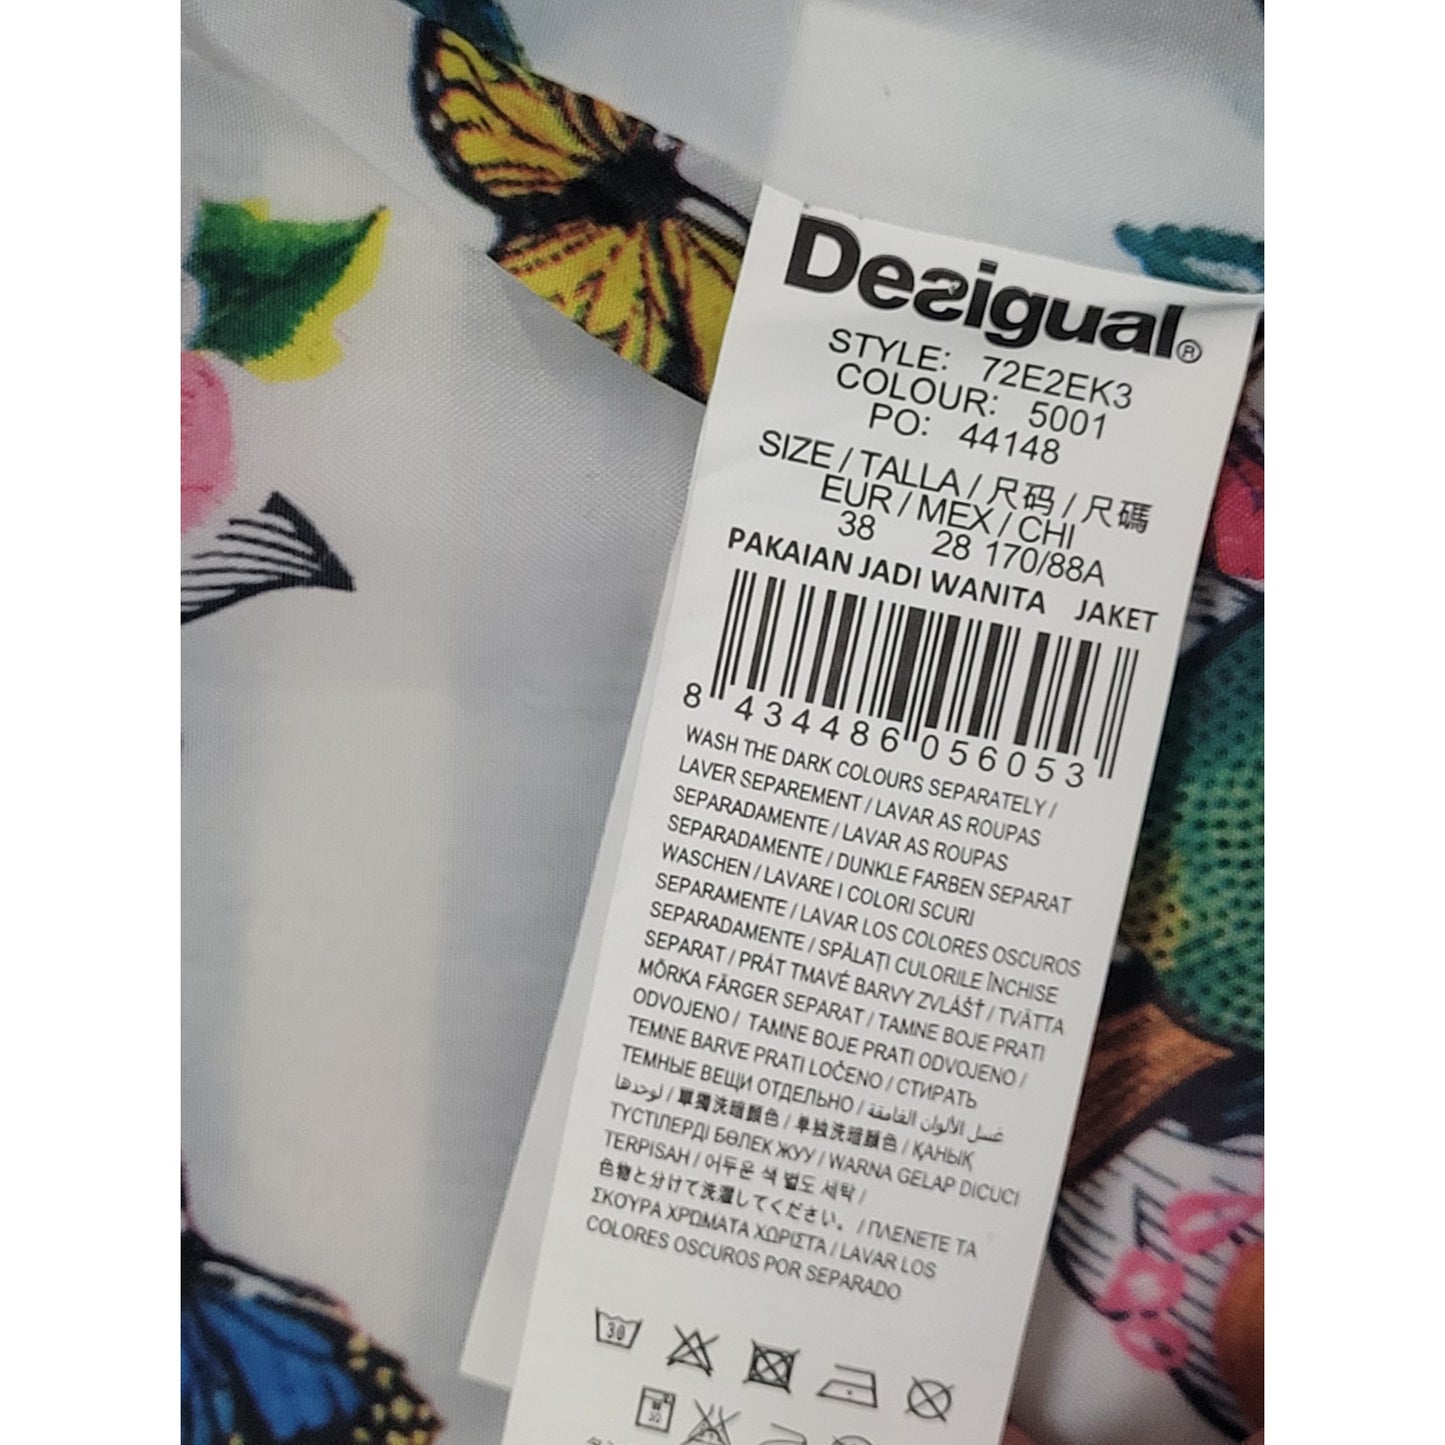 Desigual®
STYLE: 72E2EK3
COLOUR: 5001
PO: 44148
SIZE / TALLA / 尺码 / 尺碼
EUR / MEX / CHI
38 28 170/88A
PAKAIAN JADI WANITA JAKET
8 434486 056053
WASH THE DARK COLOURS SEPARATELY /
LAVER SEPAREMENT / LAVAR AS ROUPAS
SEPARADAMENTE / LAVAR AS ROUPAS
SEPARADAMENTE / DUNKLE FARBEN SEPARAT
WASCHEN / LAVARE I COLORI SCURI
SEPARAMENTE / LAVAR LOS COLORES OSCUROS
SEPARADAMENTE / SPĂLAȚI CULORILE ÎNCHISE
SEPARAT / PRÁT TMAVÉ BARVY ZVLÁŠŤ / TVÄTTA
MÖRKA FÄRGER SEPARAT / TAMNE BOJE PRATI
ODVOJENO / TAMNE BOJE PRATI ODVOJENO /
TEMNE BARVE PRATI LOČENO / СТИРАТЬ
ТЕМНЫЕ ВЕЩИ ОТДЕЛЬНО / غسل الألوان الغامقة
لوحدها / 單獨洗暗顏色 / 单独洗暗颜色 / ҚАНЫҚ
ТҮСТІЛЕРДІ БӨЛЕК ЖУУ / WARNA GELAP DICUCI
TERPISAH / 어두운 색 별도 세탁 /
色物と分けて洗濯してください。 / ΠΛΕΝΕΤΕ ΤΑ
ΣΚΟΥΡΑ ΧΡΩΜΑΤΑ ΧΩΡΙΣΤΑ / LAVAR LOS
COLORES OSCUROS POR SEPARADO
30